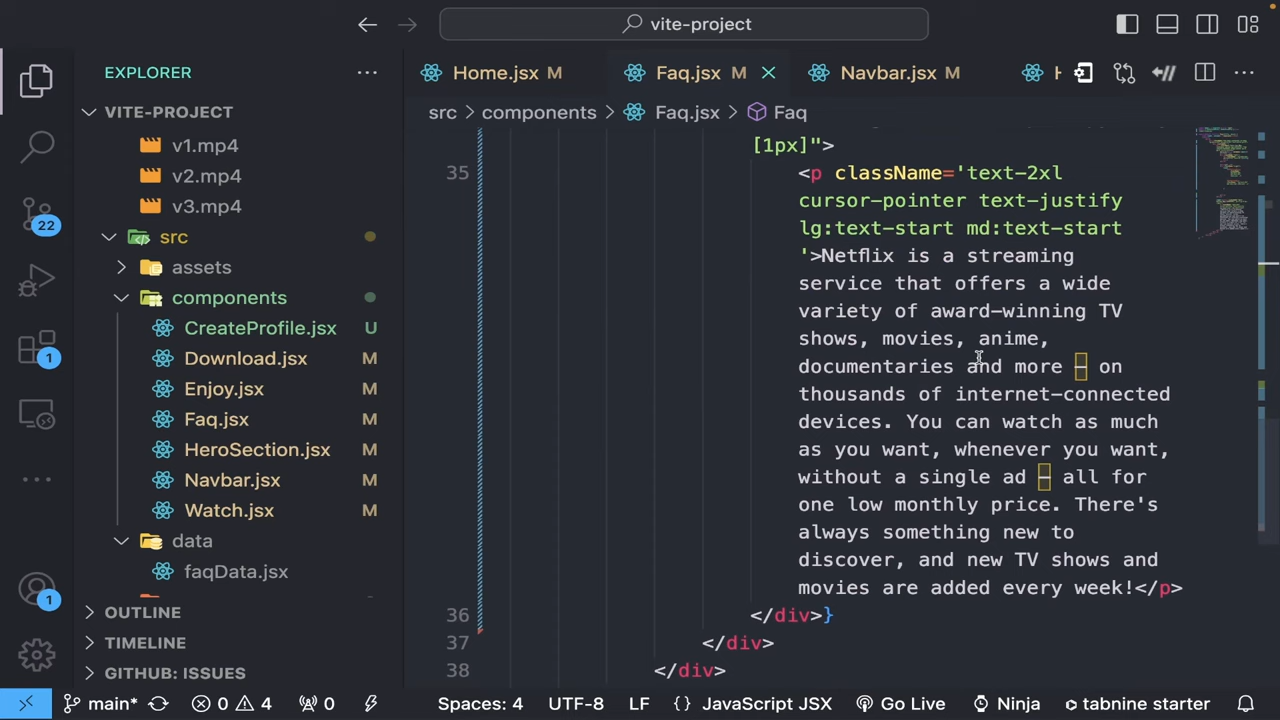 vite-project
EXPLORER
Home.jsx M
Faq.jsx M
Navbar.jsx M
VITE-PROJECT
src > components > Faq.jsx > Faq
v1.mp4
v2.mp4
v3.mp4
src
assets
components
CreateProfile.jsx U
Download.jsx M
Enjoy.jsx M
Faq.jsx M
HeroSection.jsx M
Navbar.jsx M
Watch.jsx M
data
faqData.jsx
OUTLINE
TIMELINE
GITHUB: ISSUES
22
1
1
[1px]">
35 <p className='text-2xl
cursor-pointer text-justify
lg:text-start md:text-start
'>Netflix is a streaming
service that offers a wide
variety of award-winning TV
shows, movies, anime,
documentaries and more – on
thousands of internet-connected
devices. You can watch as much
as you want, whenever you want,
without a single ad – all for
one low monthly price. There's
always something new to
discover, and new TV shows and
movies are added every week!</p>
36 </div>}
37 </div>
38 </div>
main* 0 4 0 Spaces: 4 UTF-8 LF {} JavaScript JSX Go Live Ninja tabnine starter